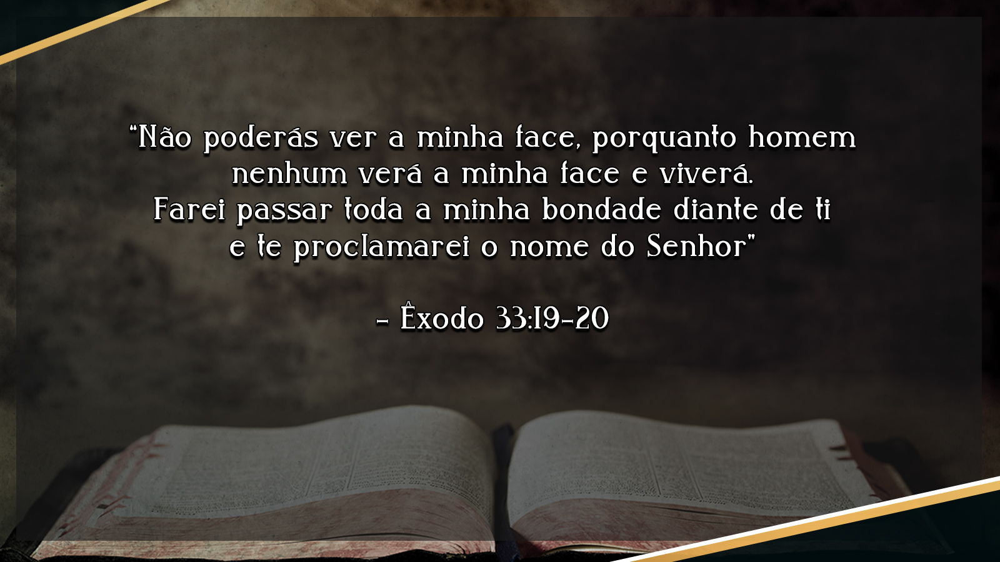 “Não poderás ver a minha face, porquanto homem
nenhum verá a minha face e viverá.
Farei passar toda a minha bondade diante de ti
e te proclamarei o nome do Senhor”
- Êxodo 33:19-20